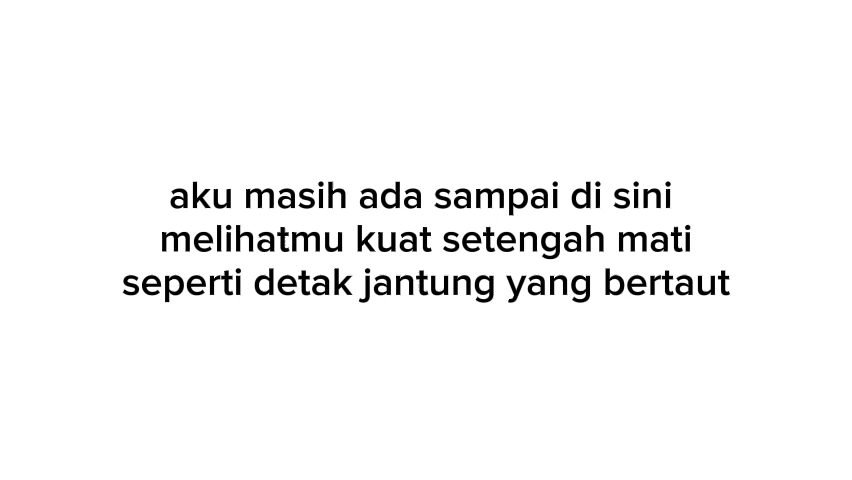 aku masih ada sampai di sini
melihatmu kuat setengah mati
seperti detak jantung yang bertaut